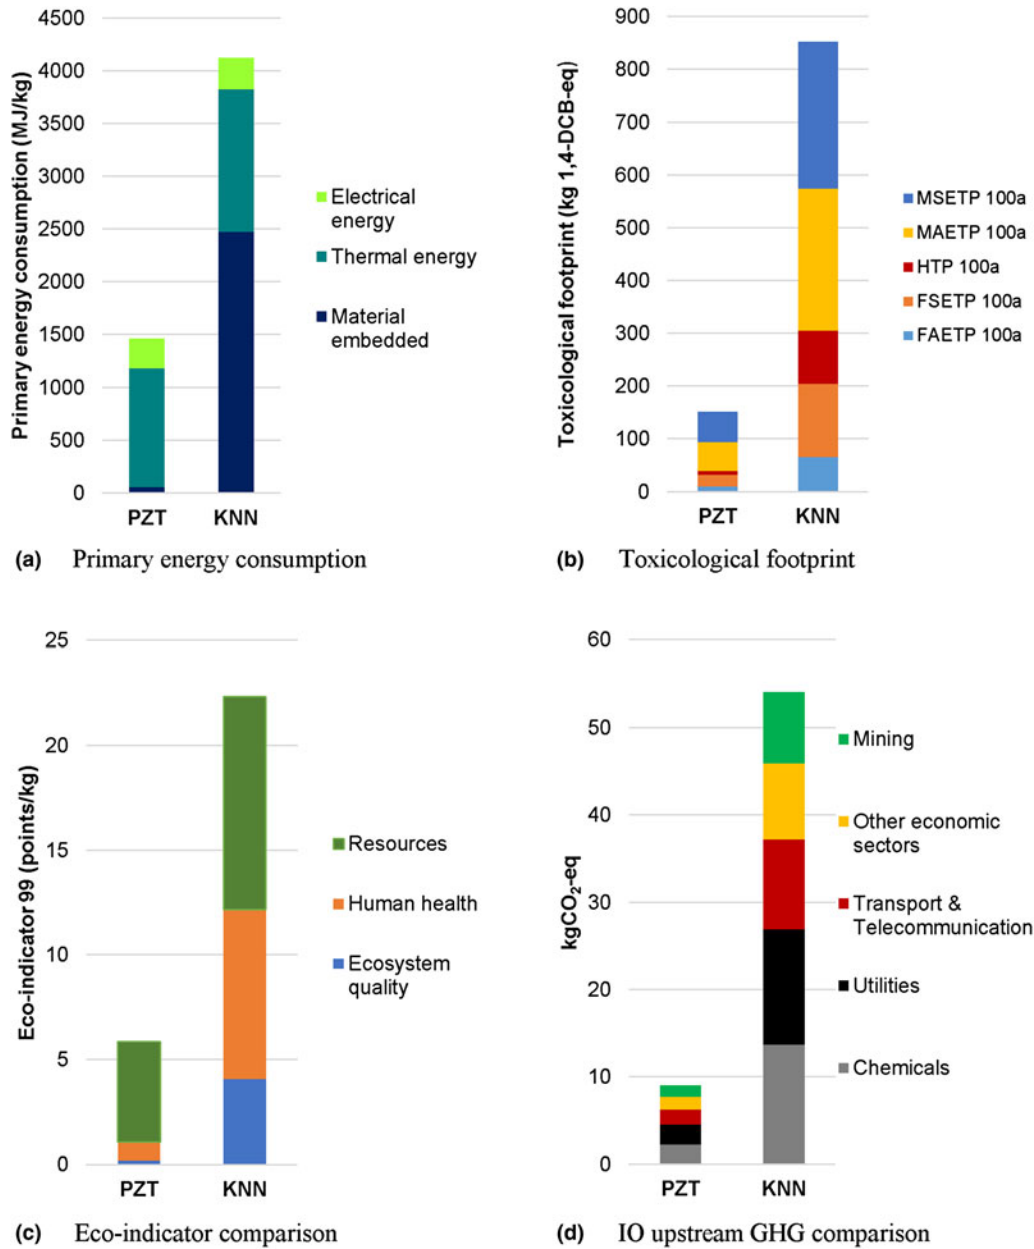 Primary energy consumption (MJ/kg)
4500
4000
3500
3000
2500
2000
1500
1000
500
0
PZT
KNN
Electrical
energy
Thermal energy
Material
embedded
(a) Primary energy consumption
Toxicological footprint (kg 1,4-DCB-eq)
900
800
700
600
500
400
300
200
100
0
PZT
KNN
MSETP 100a
MAETP 100a
HTP 100a
FSETP 100a
FAETP 100a
(b) Toxicological footprint
Eco-indicator 99 (points/kg)
25
20
15
10
5
0
PZT
KNN
Resources
Human health
Ecosystem
quality
(c) Eco-indicator comparison
kgCO₂-eq
60
50
40
30
20
10
0
PZT
KNN
Mining
Other economic
sectors
Transport &
Telecommunication
Utilities
Chemicals
(d) IO upstream GHG comparison